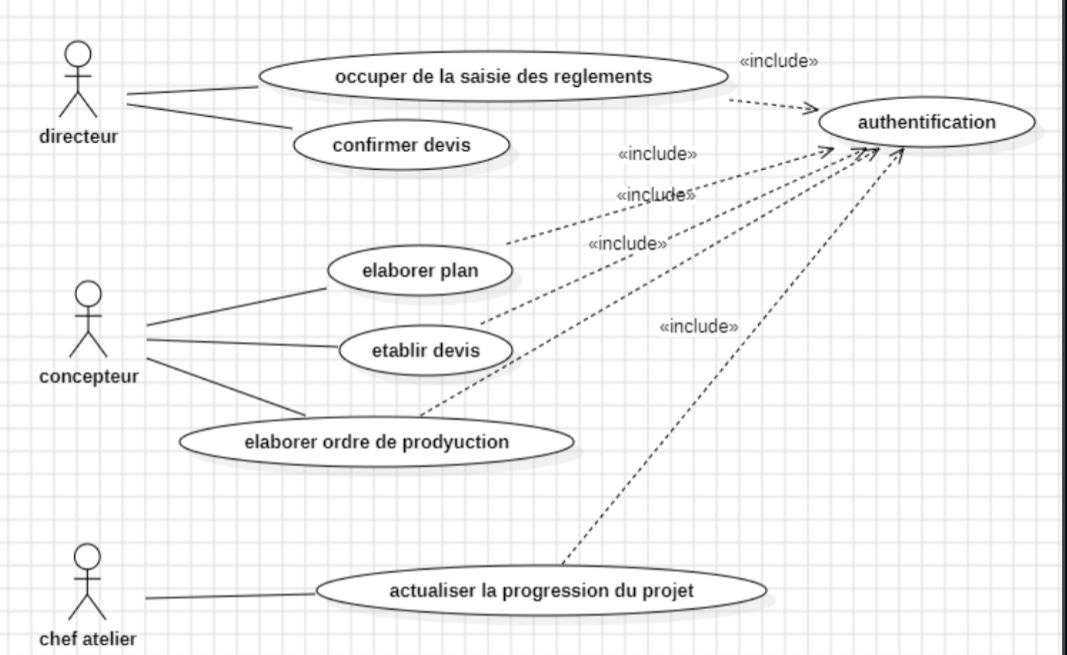 occuper de la saisie des reglements
«include»
directeur
authentification
confirmer devis
«include»
«include»
«include»
elaborer plan
«include»
etablir devis
concepteur
elaborer ordre de prodyuction
actualiser la progression du projet
chef atelier